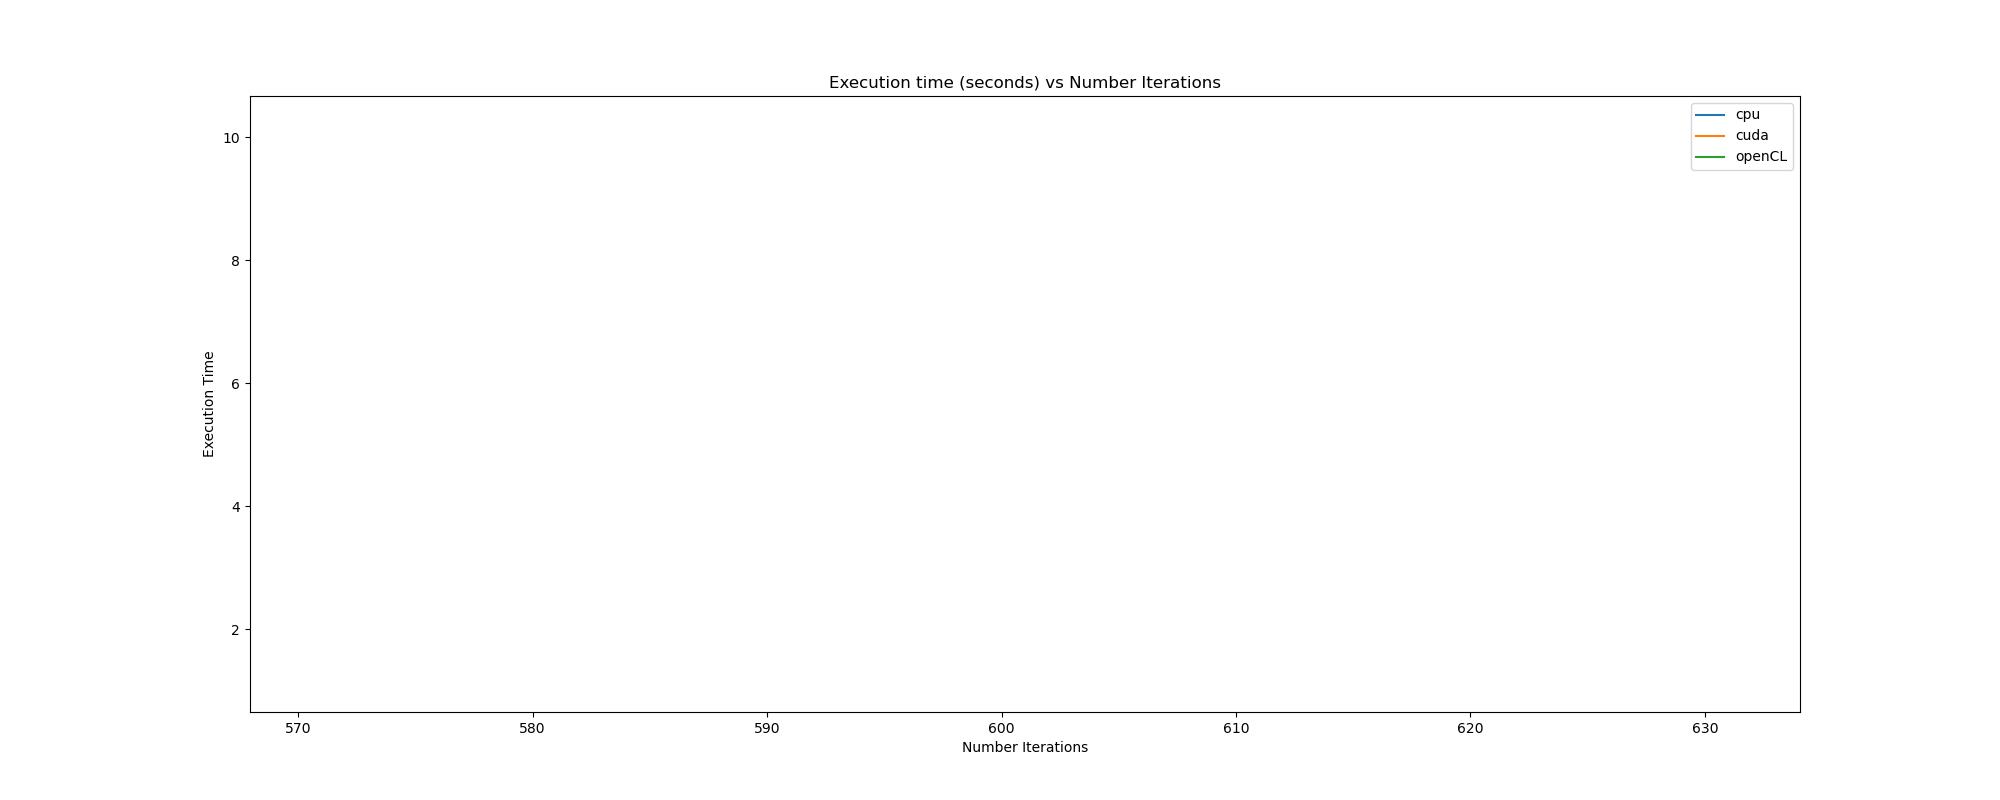 Execution time (seconds) vs Number Iterations
cpu
cuda
openCL
10
8
6
4
2
Execution Time
570 580 590 600 610 620 630
Number Iterations